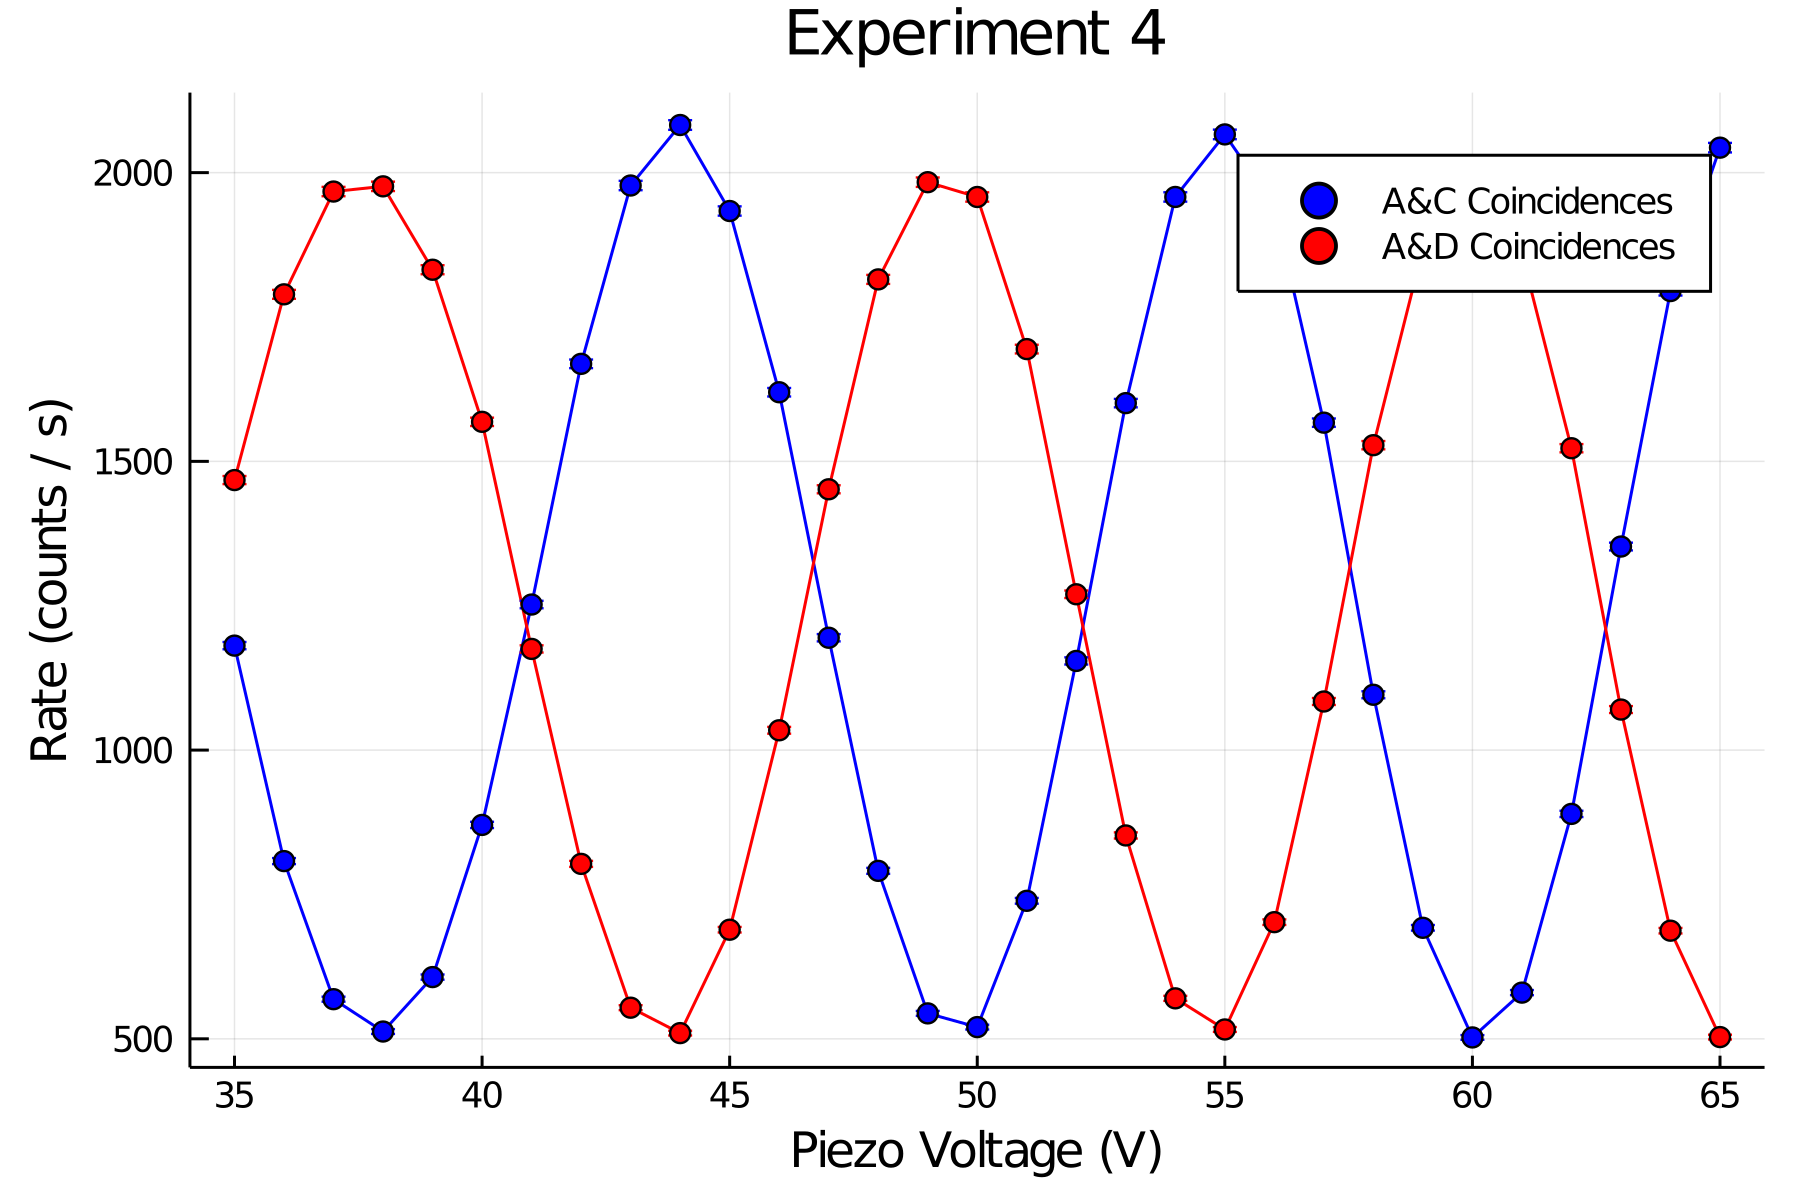 Experiment 4
2000
1500
1000
500
Rate (counts / s)
A&C Coincidences
A&D Coincidences
35 40 45 50 55 60 65
Piezo Voltage (V)